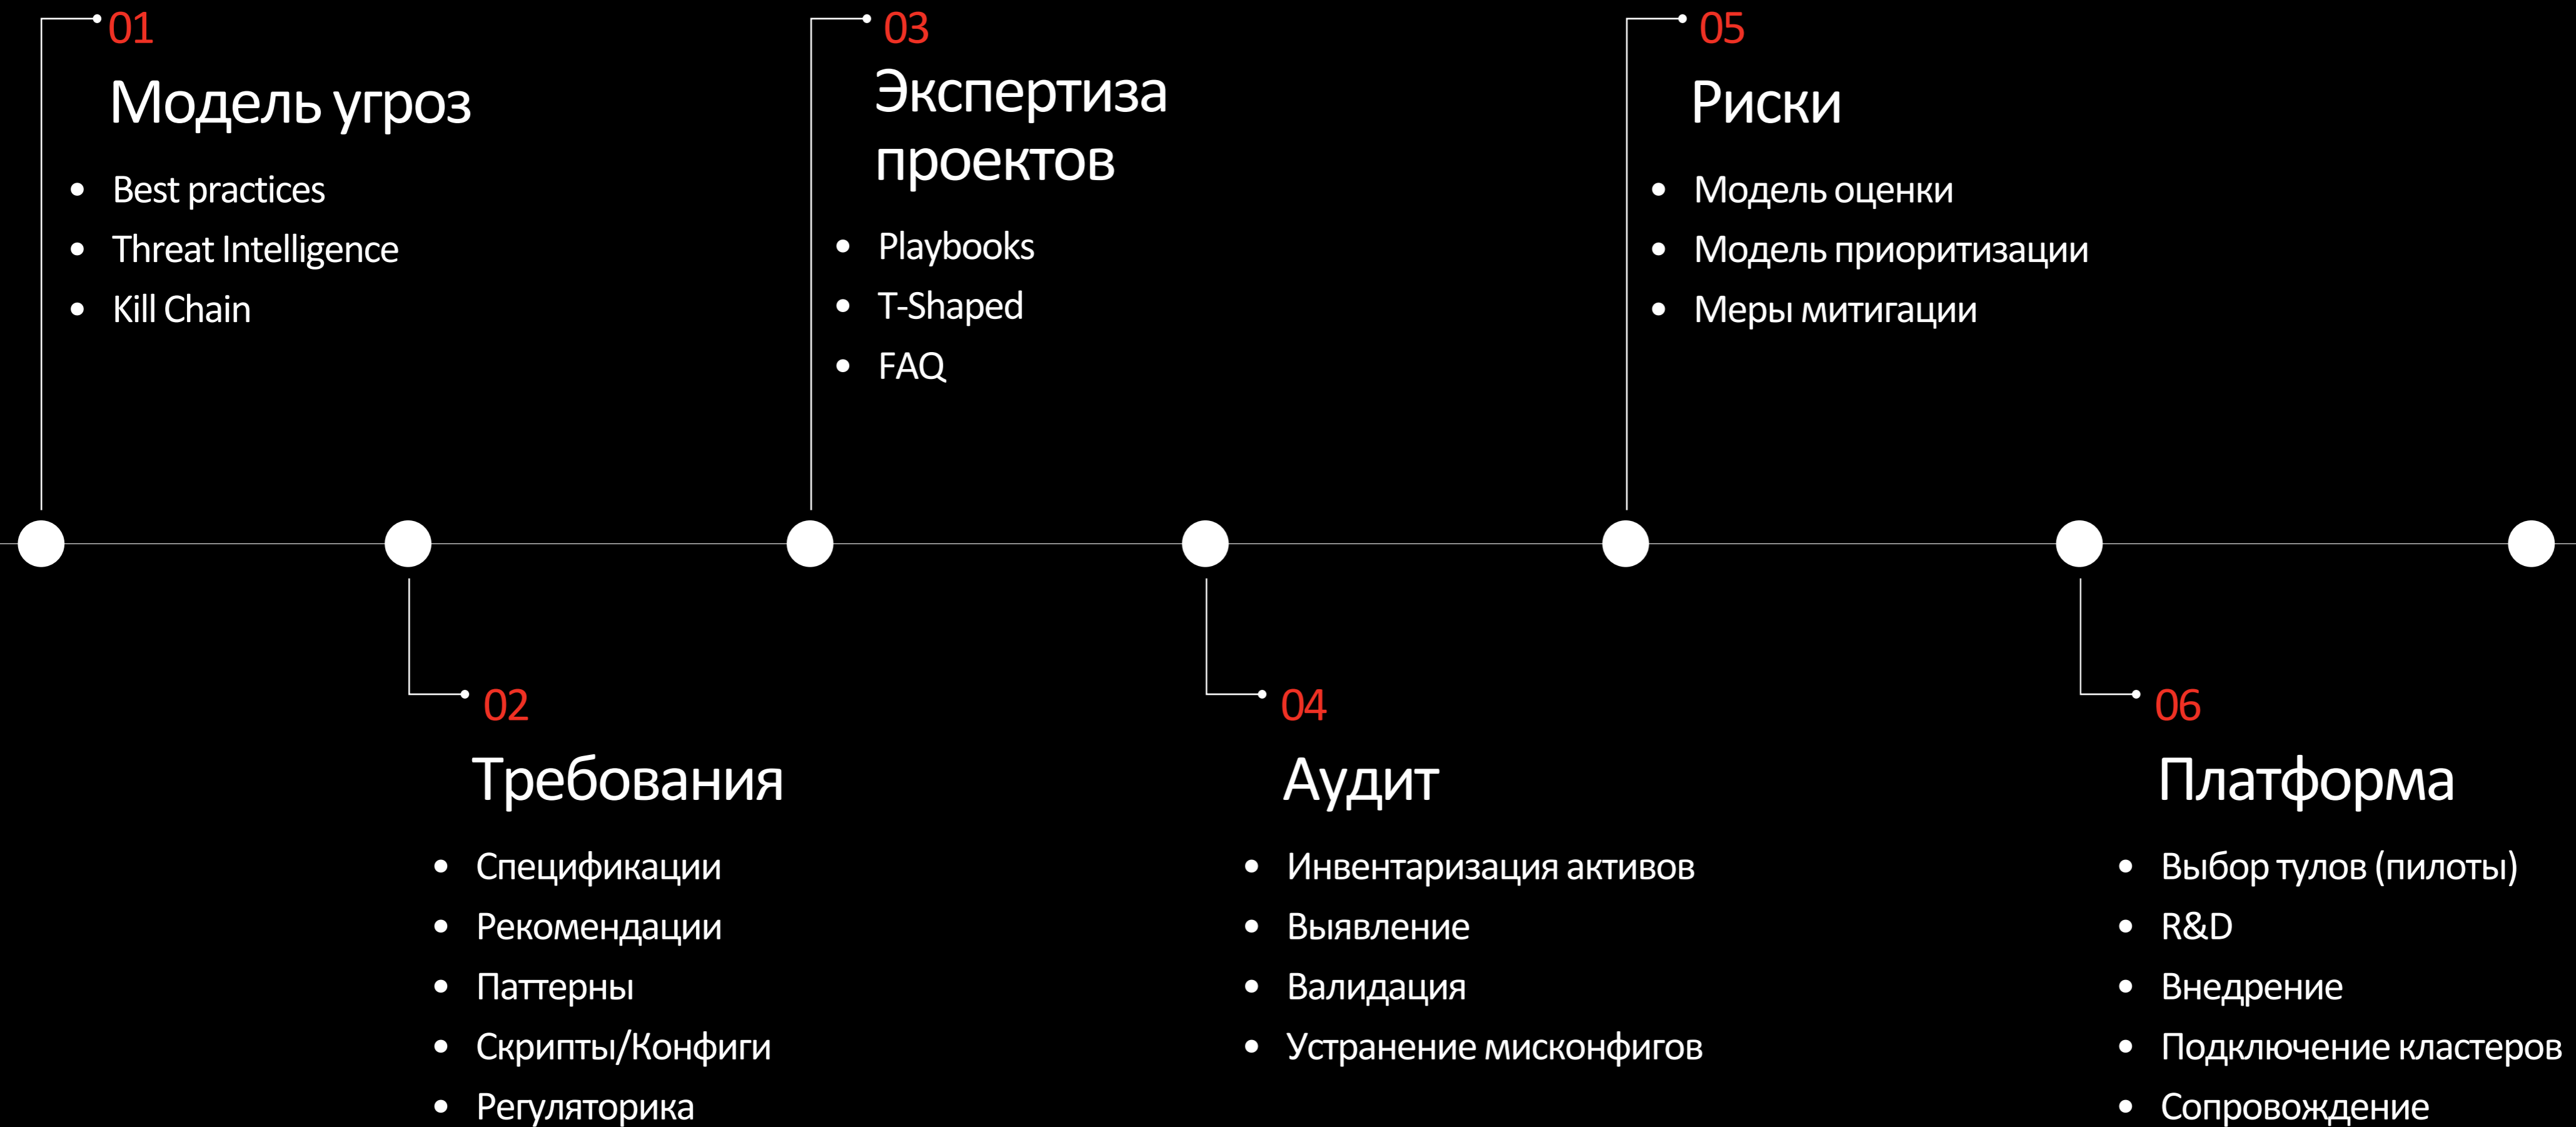 01
Модель угроз
Best practices
Threat Intelligence
Kill Chain
02
Требования
Спецификации
Рекомендации
Паттерны
Скрипты/Конфиги
Регуляторика
03
Экспертиза
проектов
Playbooks
T-Shaped
FAQ
04
Аудит
Инвентаризация активов
Выявление
Валидация
Устранение мисконфигов
05
Риски
Модель оценки
Модель приоритизации
Меры митигации
06
Платформа
Выбор тулов (пилоты)
R&D
Внедрение
Подключение кластеров
Сопровождение